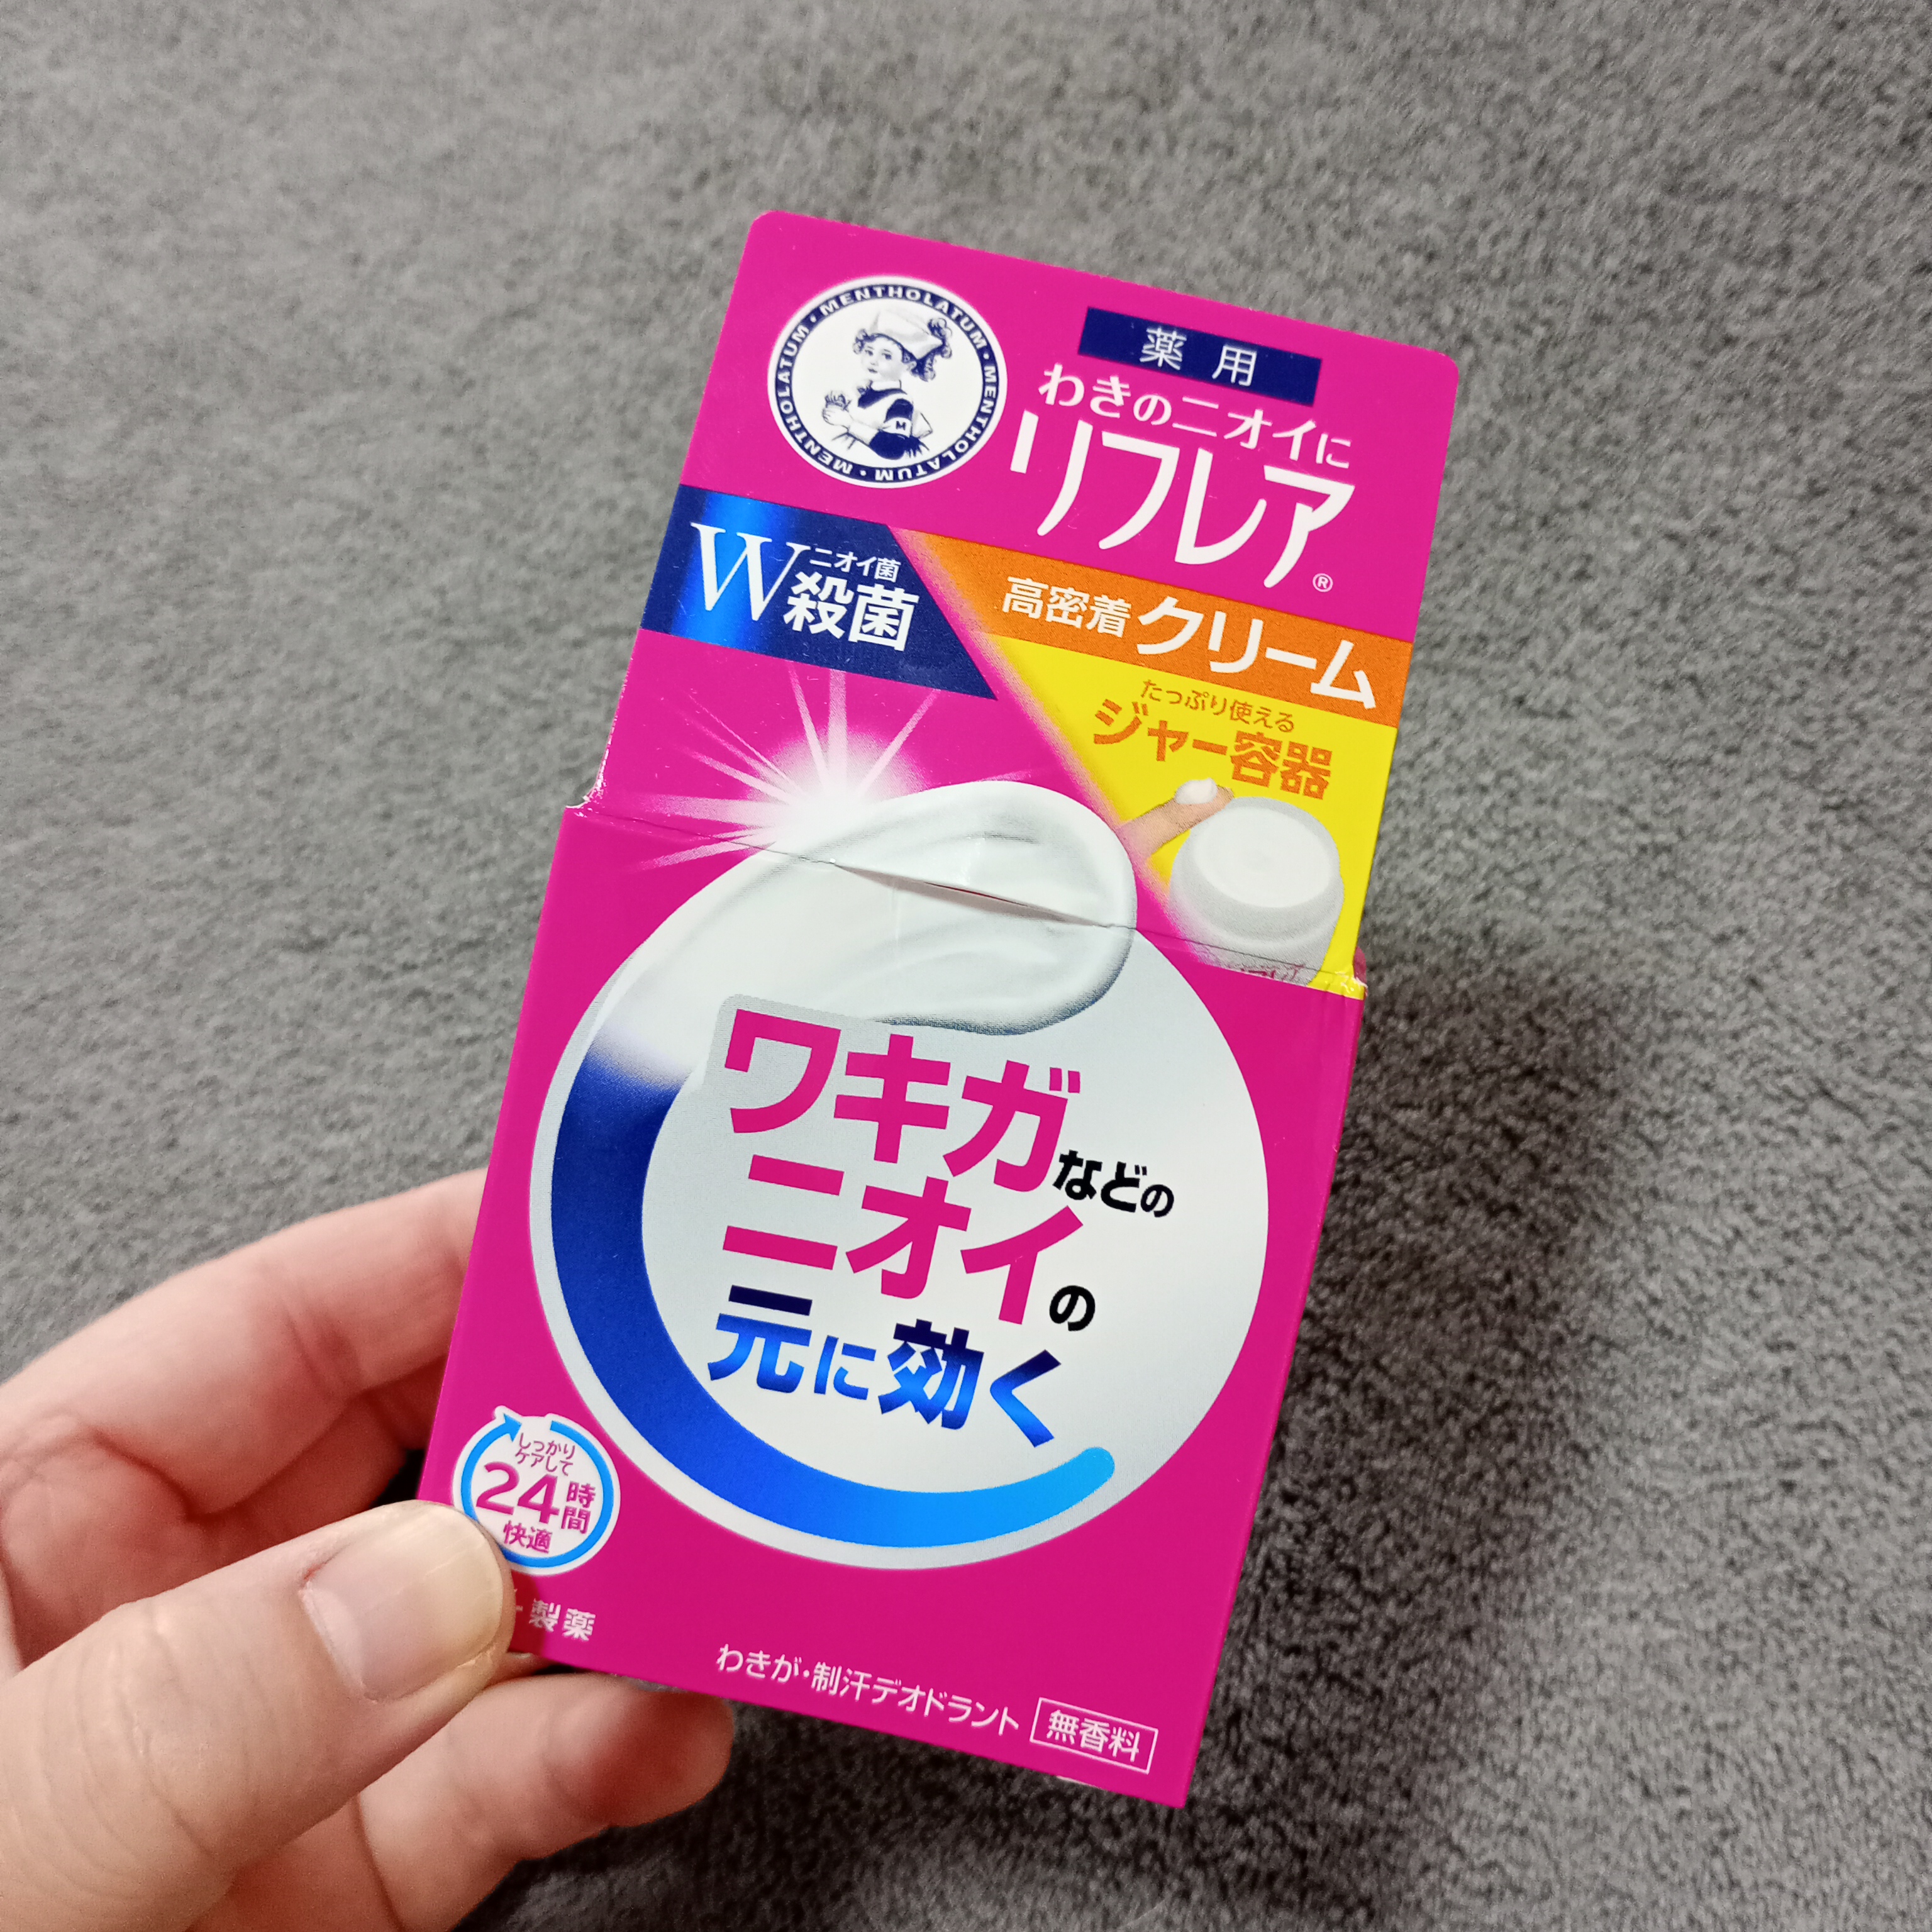 MENTHOLATUM・MENTHOLATUM・MENTHOLATUM・MENTHOLATUM・
薬用
わきのニオイに
リフレア®
W
ニオイ菌
殺菌
高密着クリーム
たっぷり使える
ジャー容器
ワキガなどの
ニオイの
元に効く
しっかり
ケアして
24時間
快適
製薬
わきが・制汗デオドラント 無香料